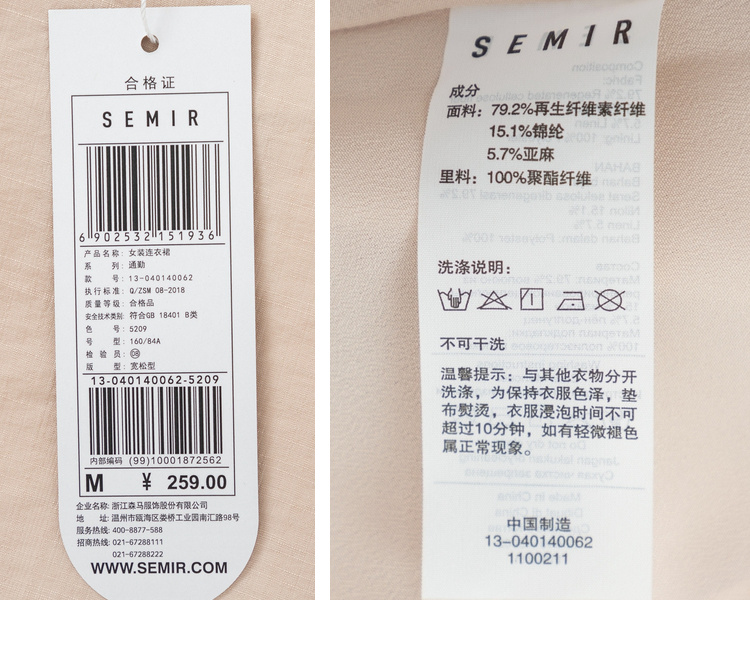 合格证
SEMIR
6 902532 151936
产品名称: 女装连衣裙
系 列: 通勤
款 号: 13-040140062
执行标准: Q/ZSM 08-2018
质量等级: 合格品
安全技术类别: 符合GB 18401 B类
色 号: 5209
号 型: 160/84A
检 验 员: 08
版 型: 宽松型
13-040140062-5209
内部编码 (99)10001872562
M ¥ 259.00
企业名称: 浙江森马服饰股份有限公司
地 址: 温州市瓯海区娄桥工业园南汇路98号
服务热线: 400-8877-588
招商热线: 021-67288111
021-67288222
WWW.SEMIR.COM
SEMIR
成分
面料: 79.2%再生纤维素纤维
15.1%锦纶
5.7%亚麻
里料: 100%聚酯纤维
洗涤说明:
不可干洗
温馨提示: 与其他衣物分开
洗涤, 为保持衣服色泽, 垫
布熨烫, 衣服浸泡时间不可
超过10分钟, 如有轻微褪色
属正常现象。
中国制造
13-040140062
1100211